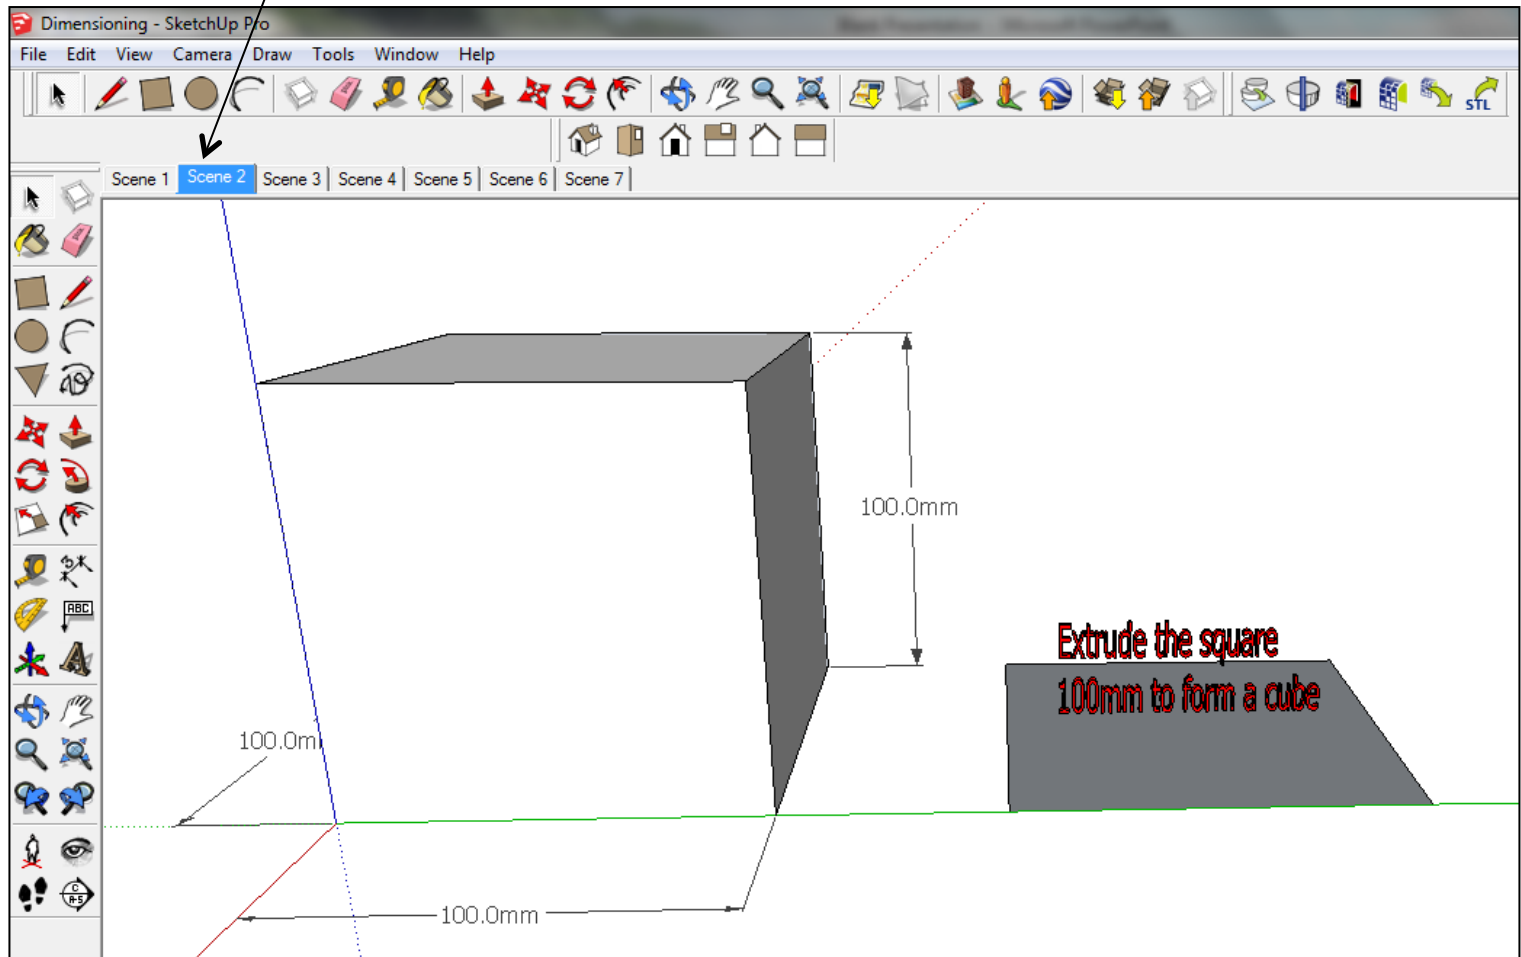 Dimensioning - SketchUp Pro
File Edit View Camera Draw Tools Window Help
STL
Scene 1 Scene 2 Scene 3 Scene 4 Scene 5 Scene 6 Scene 7
100.0mm
Extrude the square
100mm to form a cube
ABC
100.0m
100.0mm